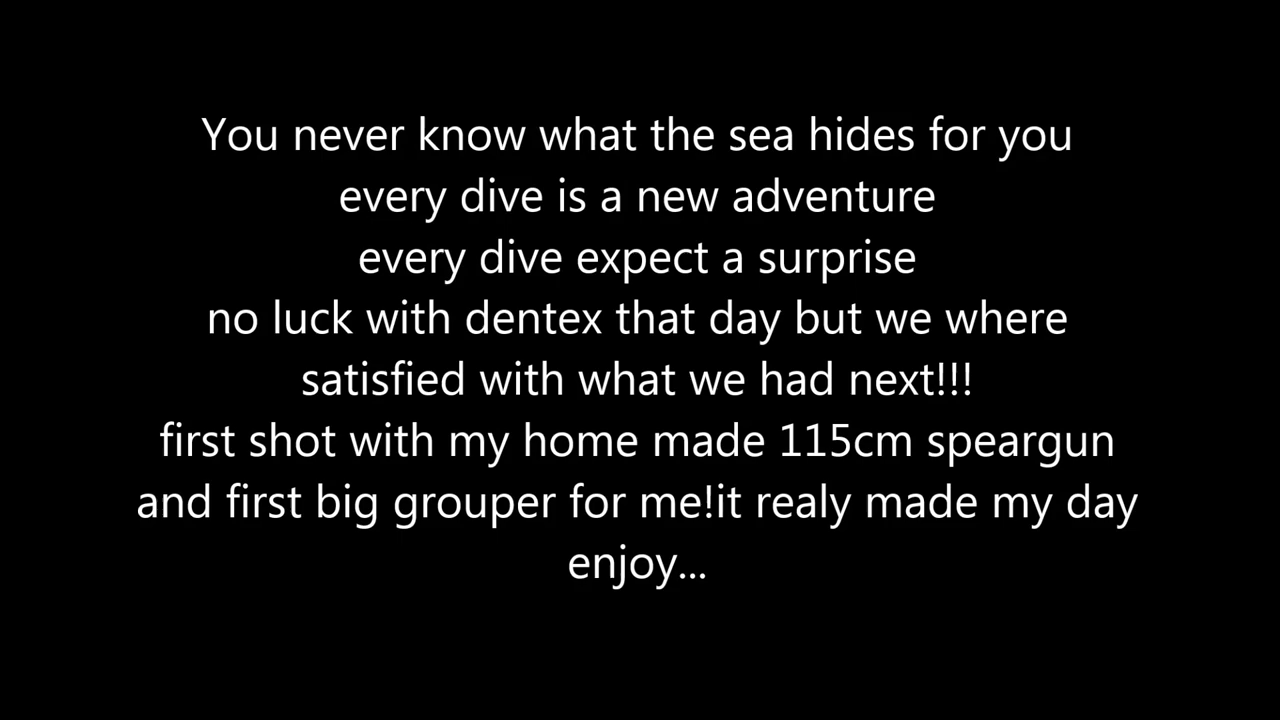 You never know what the sea hides for you
every dive is a new adventure
every dive expect a surprise
no luck with dentex that day but we where
satisfied with what we had next!!!
first shot with my home made 115cm speargun
and first big grouper for me!it realy made my day
enjoy...